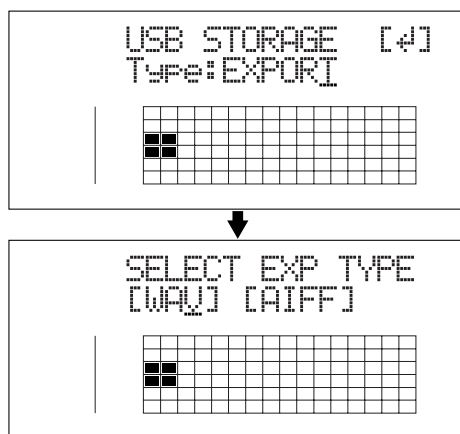 USB STORAGE [↲]
Type:EXPORT
SELECT EXP TYPE
[WAV] [AIFF]